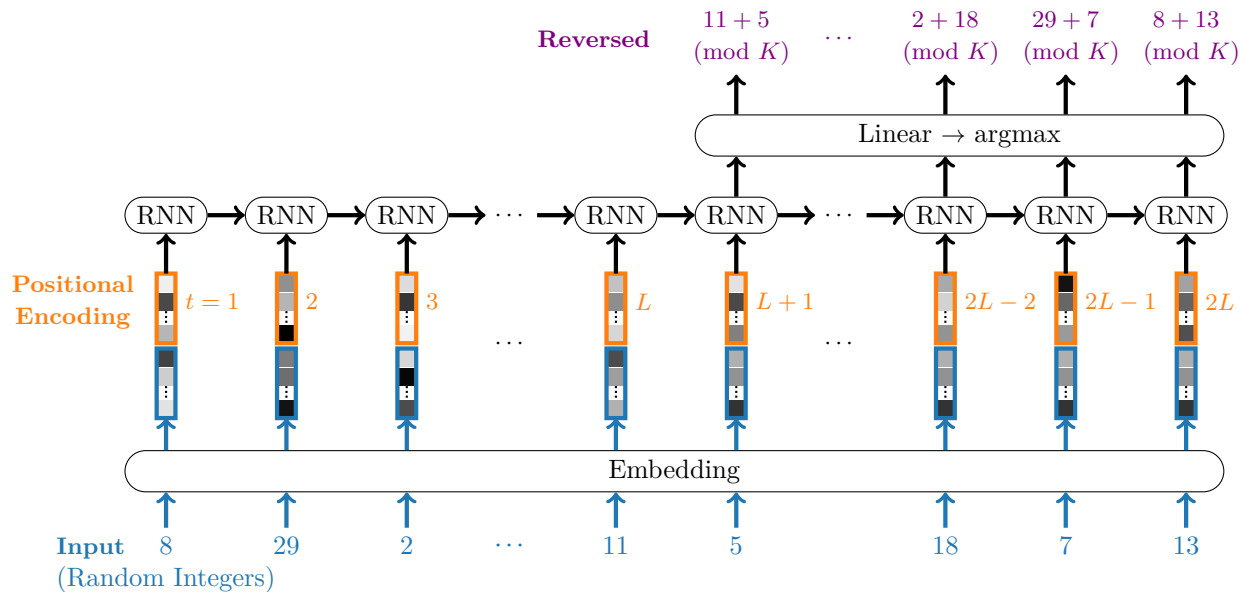 11 + 5 ⋯ 2 + 18 29 + 7 8 + 13
Reversed (mod K) (mod K) (mod K) (mod K)
Linear → argmax
RNN RNN RNN ⋯ RNN RNN ⋯ RNN RNN RNN
Positional
Encoding
t = 1 2 3 L L + 1 2L − 2 2L − 1 2L
⋯ ⋯
Embedding
Input 8 29 2 ⋯ 11 5 18 7 13
(Random Integers)